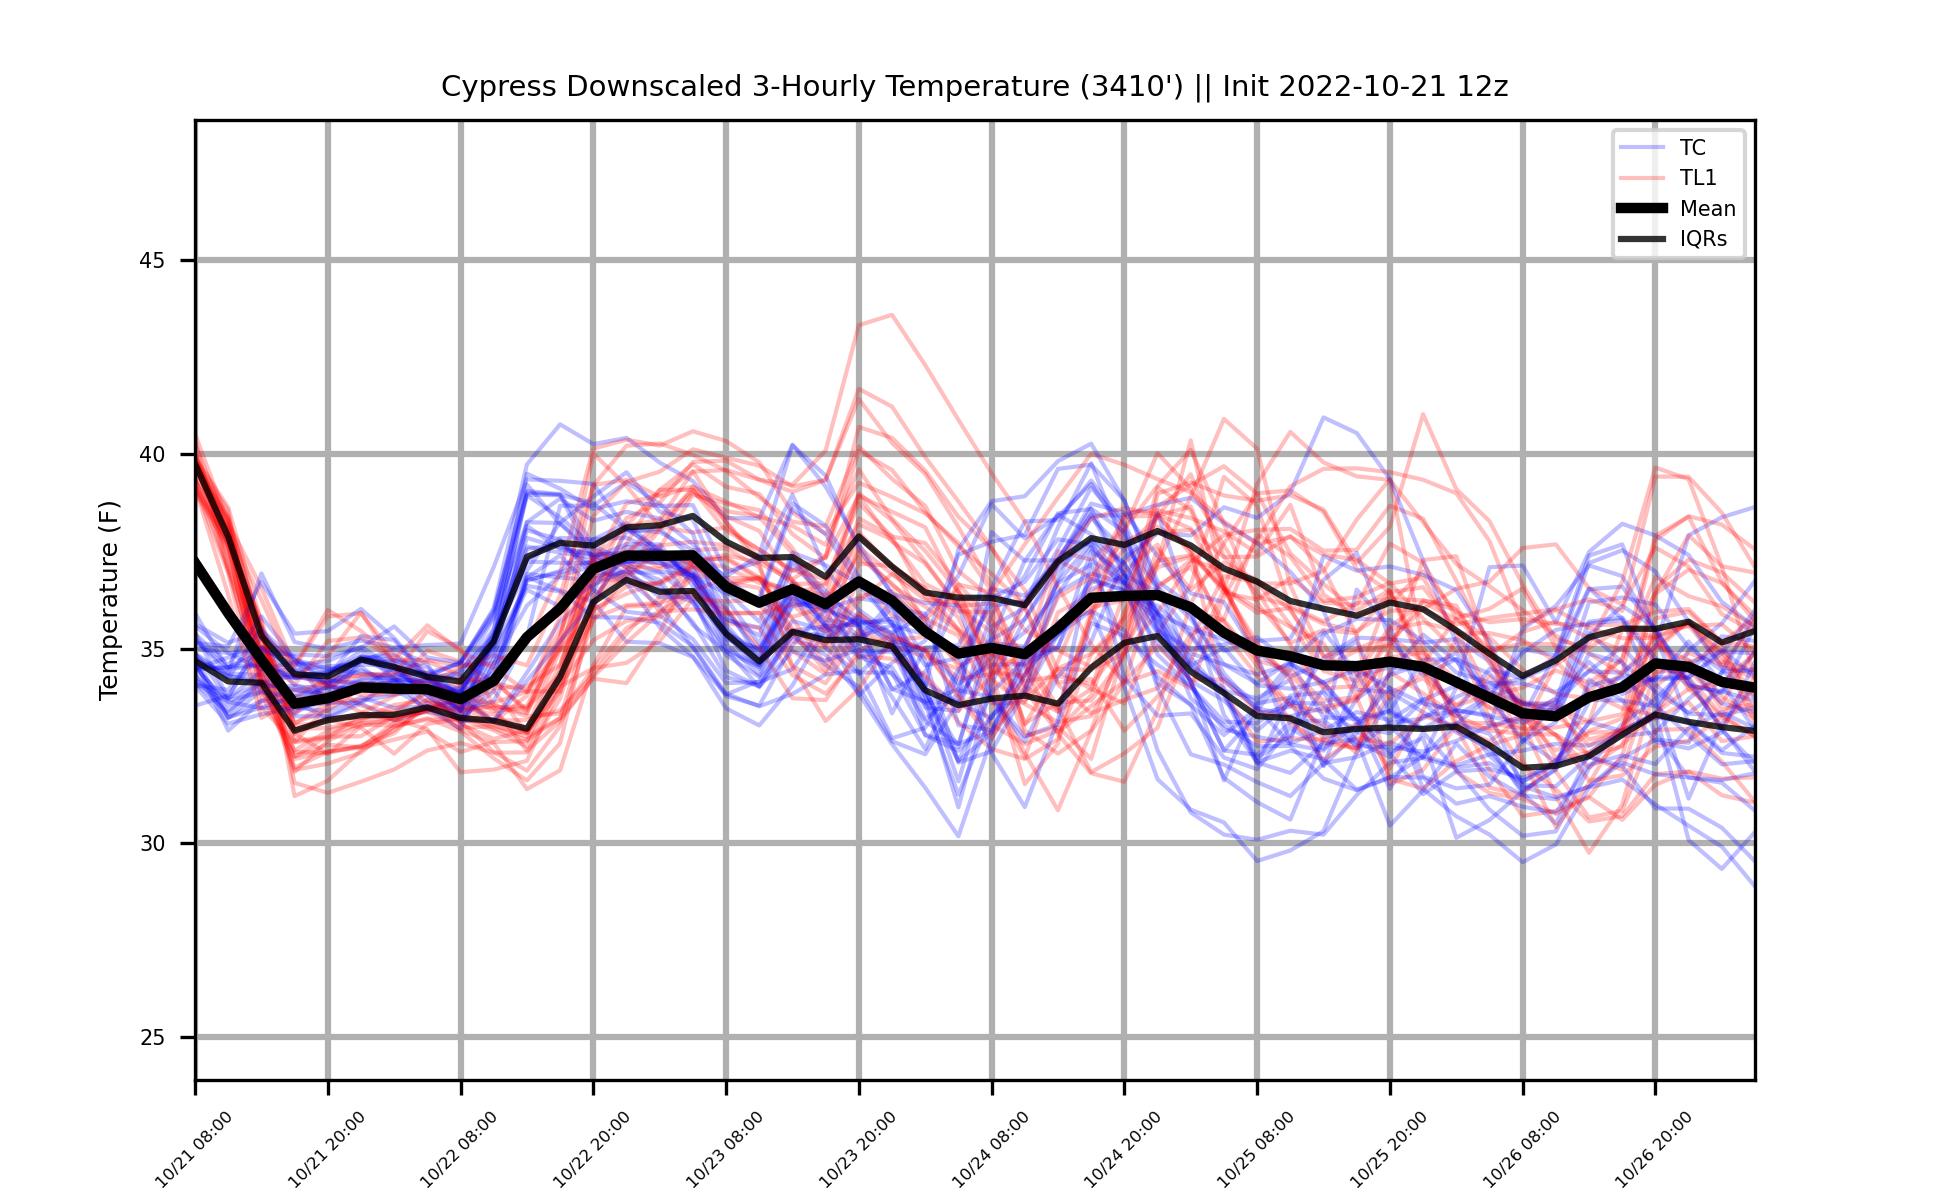 Cypress Downscaled 3-Hourly Temperature (3410') || Init 2022-10-21 12z
TC
TL1
Mean
IQRs
Temperature (F)
45
40
35
30
25
10/21 08:00
10/21 20:00
10/22 08:00
10/22 20:00
10/23 08:00
10/23 20:00
10/24 08:00
10/24 20:00
10/25 08:00
10/25 20:00
10/26 08:00
10/26 20:00